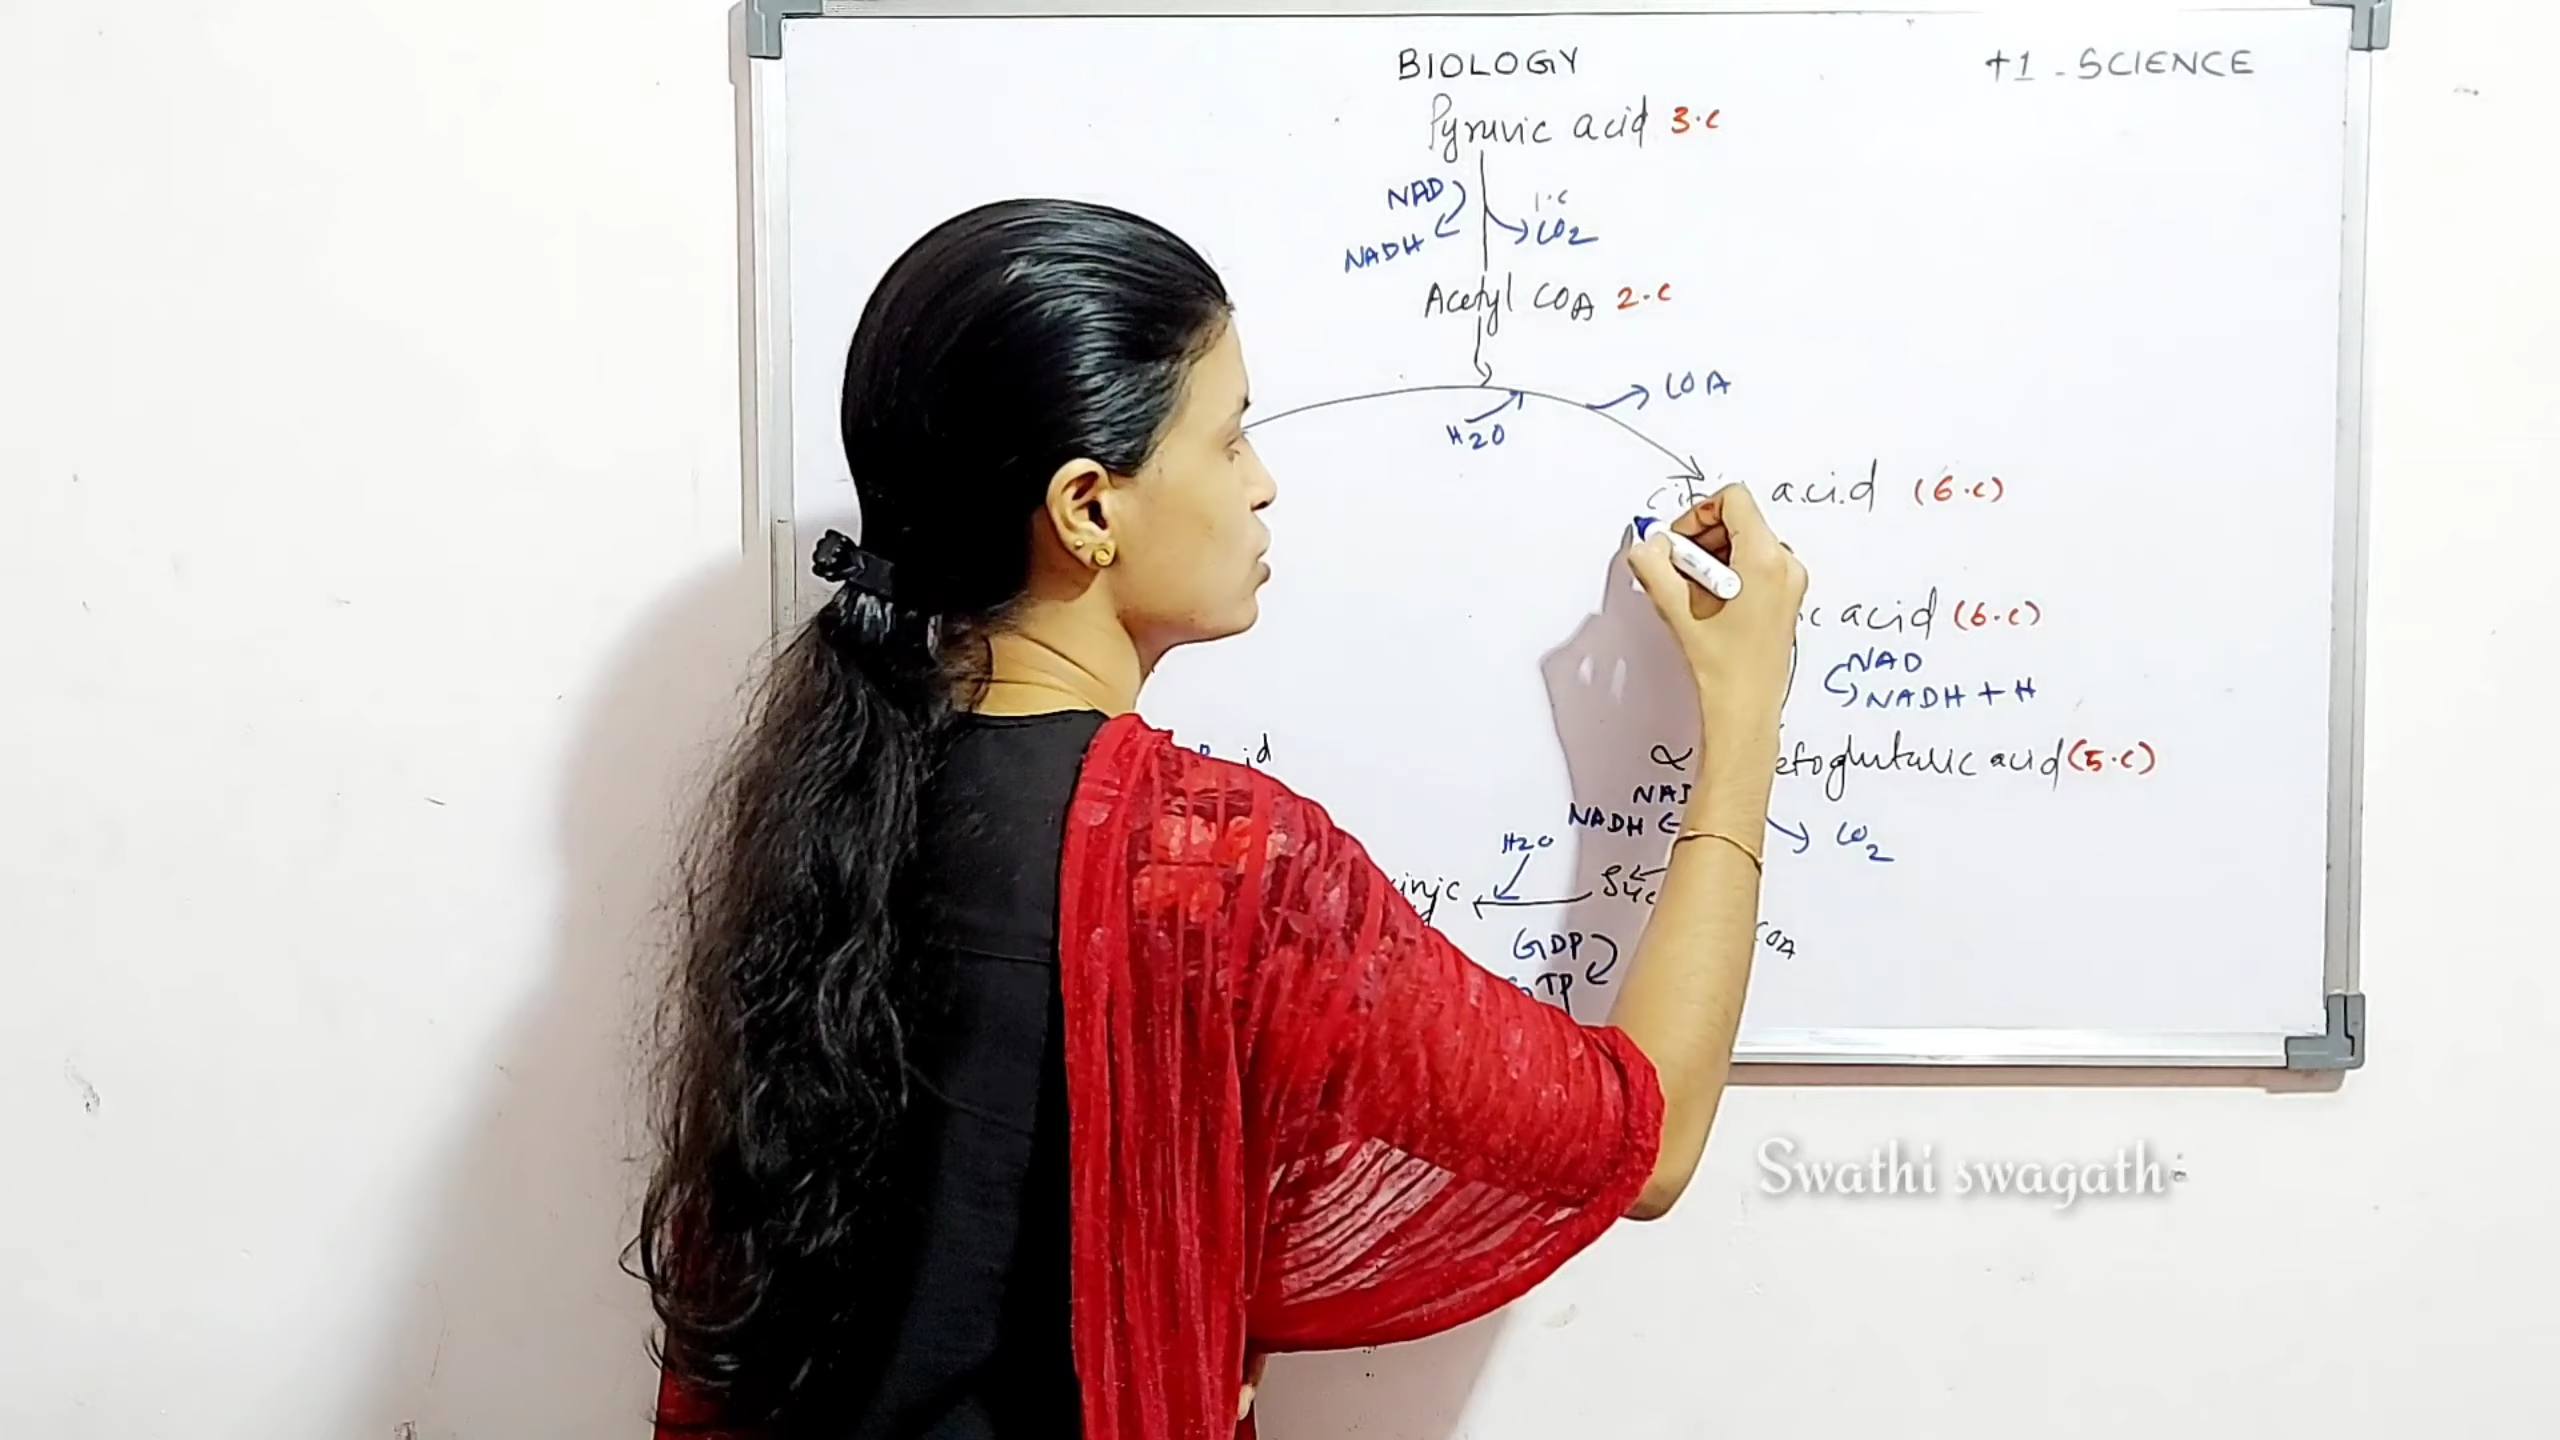 BIOLOGY
+1 - SCIENCE
Pyruvic acid 3.c
NAD
1.c
CO2
NADH
Acetyl COA 2.c
COA
H2O
acid (6.c)
acid (6.c)
NAD
NADH + H
α
acid (5.c)
NADH
CO2
H2O
GDP
COA
Swathi swagath